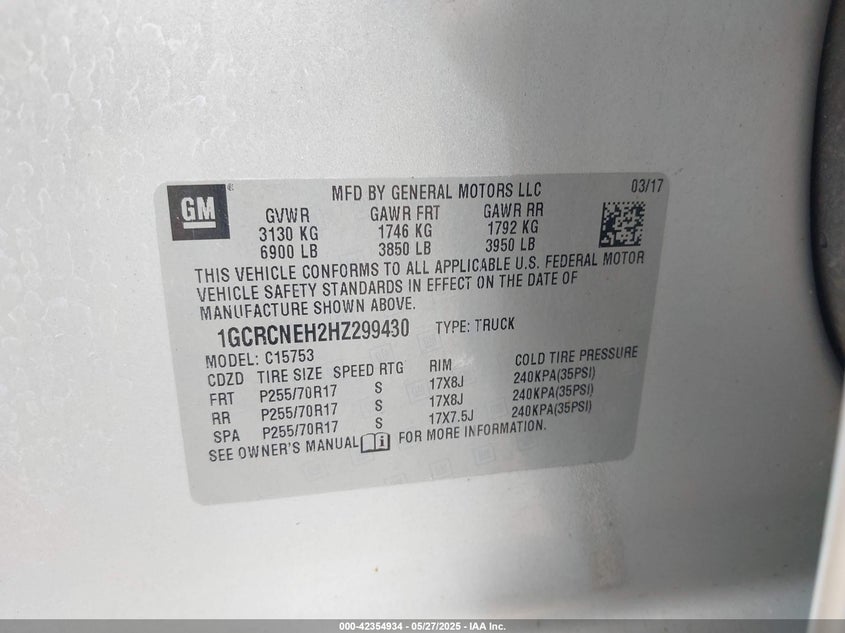 GM
®
MFD BY GENERAL MOTORS LLC 03/17
GVWR GAWR FRT GAWR RR
3130 KG 1746 KG 1792 KG
6900 LB 3850 LB 3950 LB
THIS VEHICLE CONFORMS TO ALL APPLICABLE U.S. FEDERAL MOTOR
VEHICLE SAFETY STANDARDS IN EFFECT ON THE DATE OF
MANUFACTURE SHOWN ABOVE.
1GCRCNEH2HZ299430 TYPE: TRUCK
MODEL: C15753
CDZD TIRE SIZE SPEED RTG RIM COLD TIRE PRESSURE
FRT P255/70R17 S 17X8J 240KPA(35PSI)
RR P255/70R17 S 17X8J 240KPA(35PSI)
SPA P255/70R17 S 17X7.5J 240KPA(35PSI)
SEE OWNER'S MANUAL i FOR MORE INFORMATION.
000-42354934 - 05/27/2025 - IAA Inc.